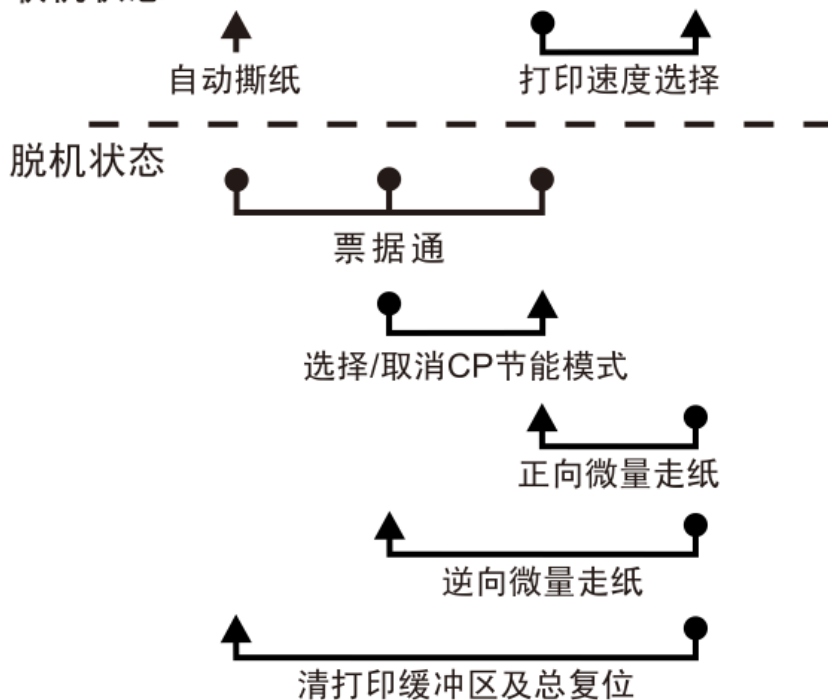 自动撕纸
打印速度选择
脱机状态
票据通
选择/取消CP节能模式
正向微量走纸
逆向微量走纸
清打印缓冲区及总复位